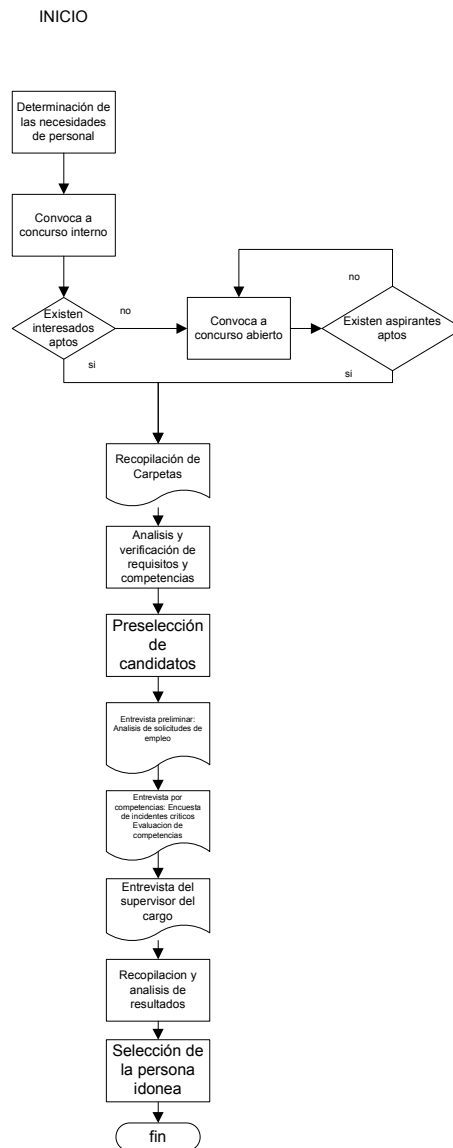 INICIO
Determinación de
las necesidades
de personal
Convoca a
concurso interno
Existen
interesados
aptos
no
si
Convoca a
concurso abierto
no
Existen aspirantes
aptos
si
Recopilación de
Carpetas
Analisis y
verificación de
requisitos y
competencias
Preselección
de
candidatos
Entrevista preliminar:
Analisis de solicitudes de
empleo
Entrevista por
competencias: Encuesta
de incidentes criticos
Evaluacion de
competencias
Entrevista del
supervisor del
cargo
Recopilacion y
analisis de
resultados
Selección de
la persona
idonea
fin